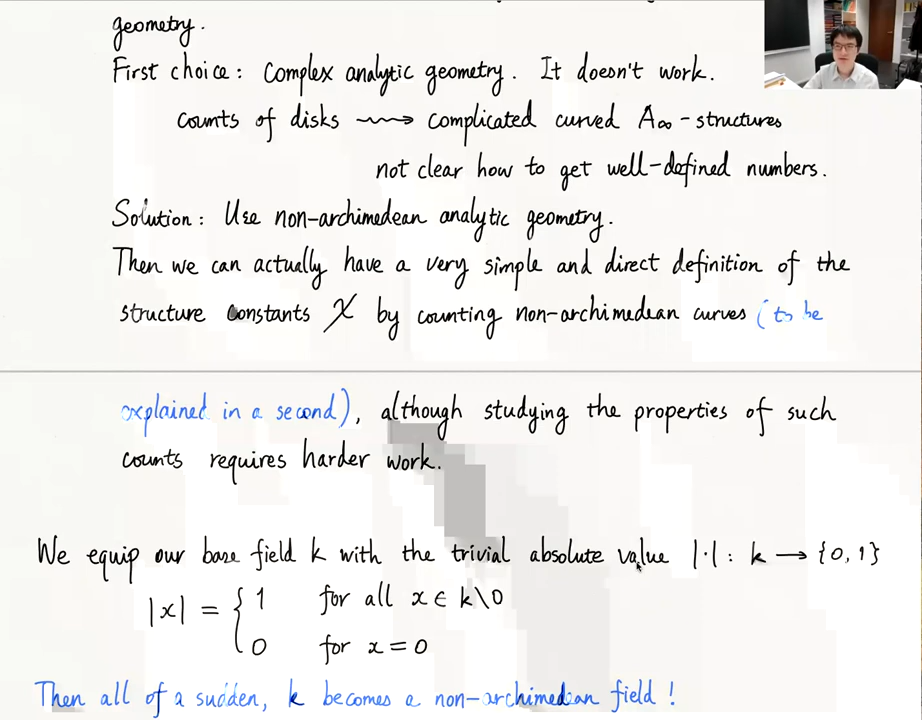 geometry.
First choice: Complex analytic geometry. It doesn't work.
counts of disks ⇝ complicated curved A∞-structures
not clear how to get well-defined numbers.
Solution: Use non-archimedean analytic geometry.
Then we can actually have a very simple and direct definition of the
structure constants χ by counting non-archimedean curves (to be
explained in a second), although studying the properties of such
counts requires harder work.
We equip our base field k with the trivial absolute value |·|: k → {0,1}
|x| = { 1 for all x ∈ k\0
0 for x = 0
Then all of a sudden, k becomes a non-archimedean field!